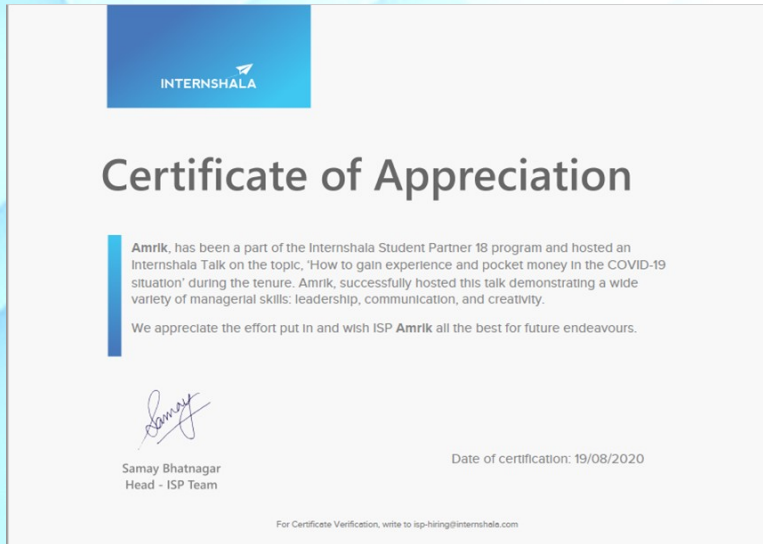 INTERNSHALA
Certificate of Appreciation
Amrik, has been a part of the Internshala Student Partner 18 program and hosted an
Internshala Talk on the topic, ‘How to gain experience and pocket money in the COVID-19
situation’ during the tenure. Amrik, successfully hosted this talk demonstrating a wide
variety of managerial skills: leadership, communication, and creativity.
We appreciate the effort put in and wish ISP Amrik all the best for future endeavours.
Samay
Samay Bhatnagar
Head - ISP Team
Date of certification: 19/08/2020
For Certificate Verification, write to isp-hiring@internshala.com